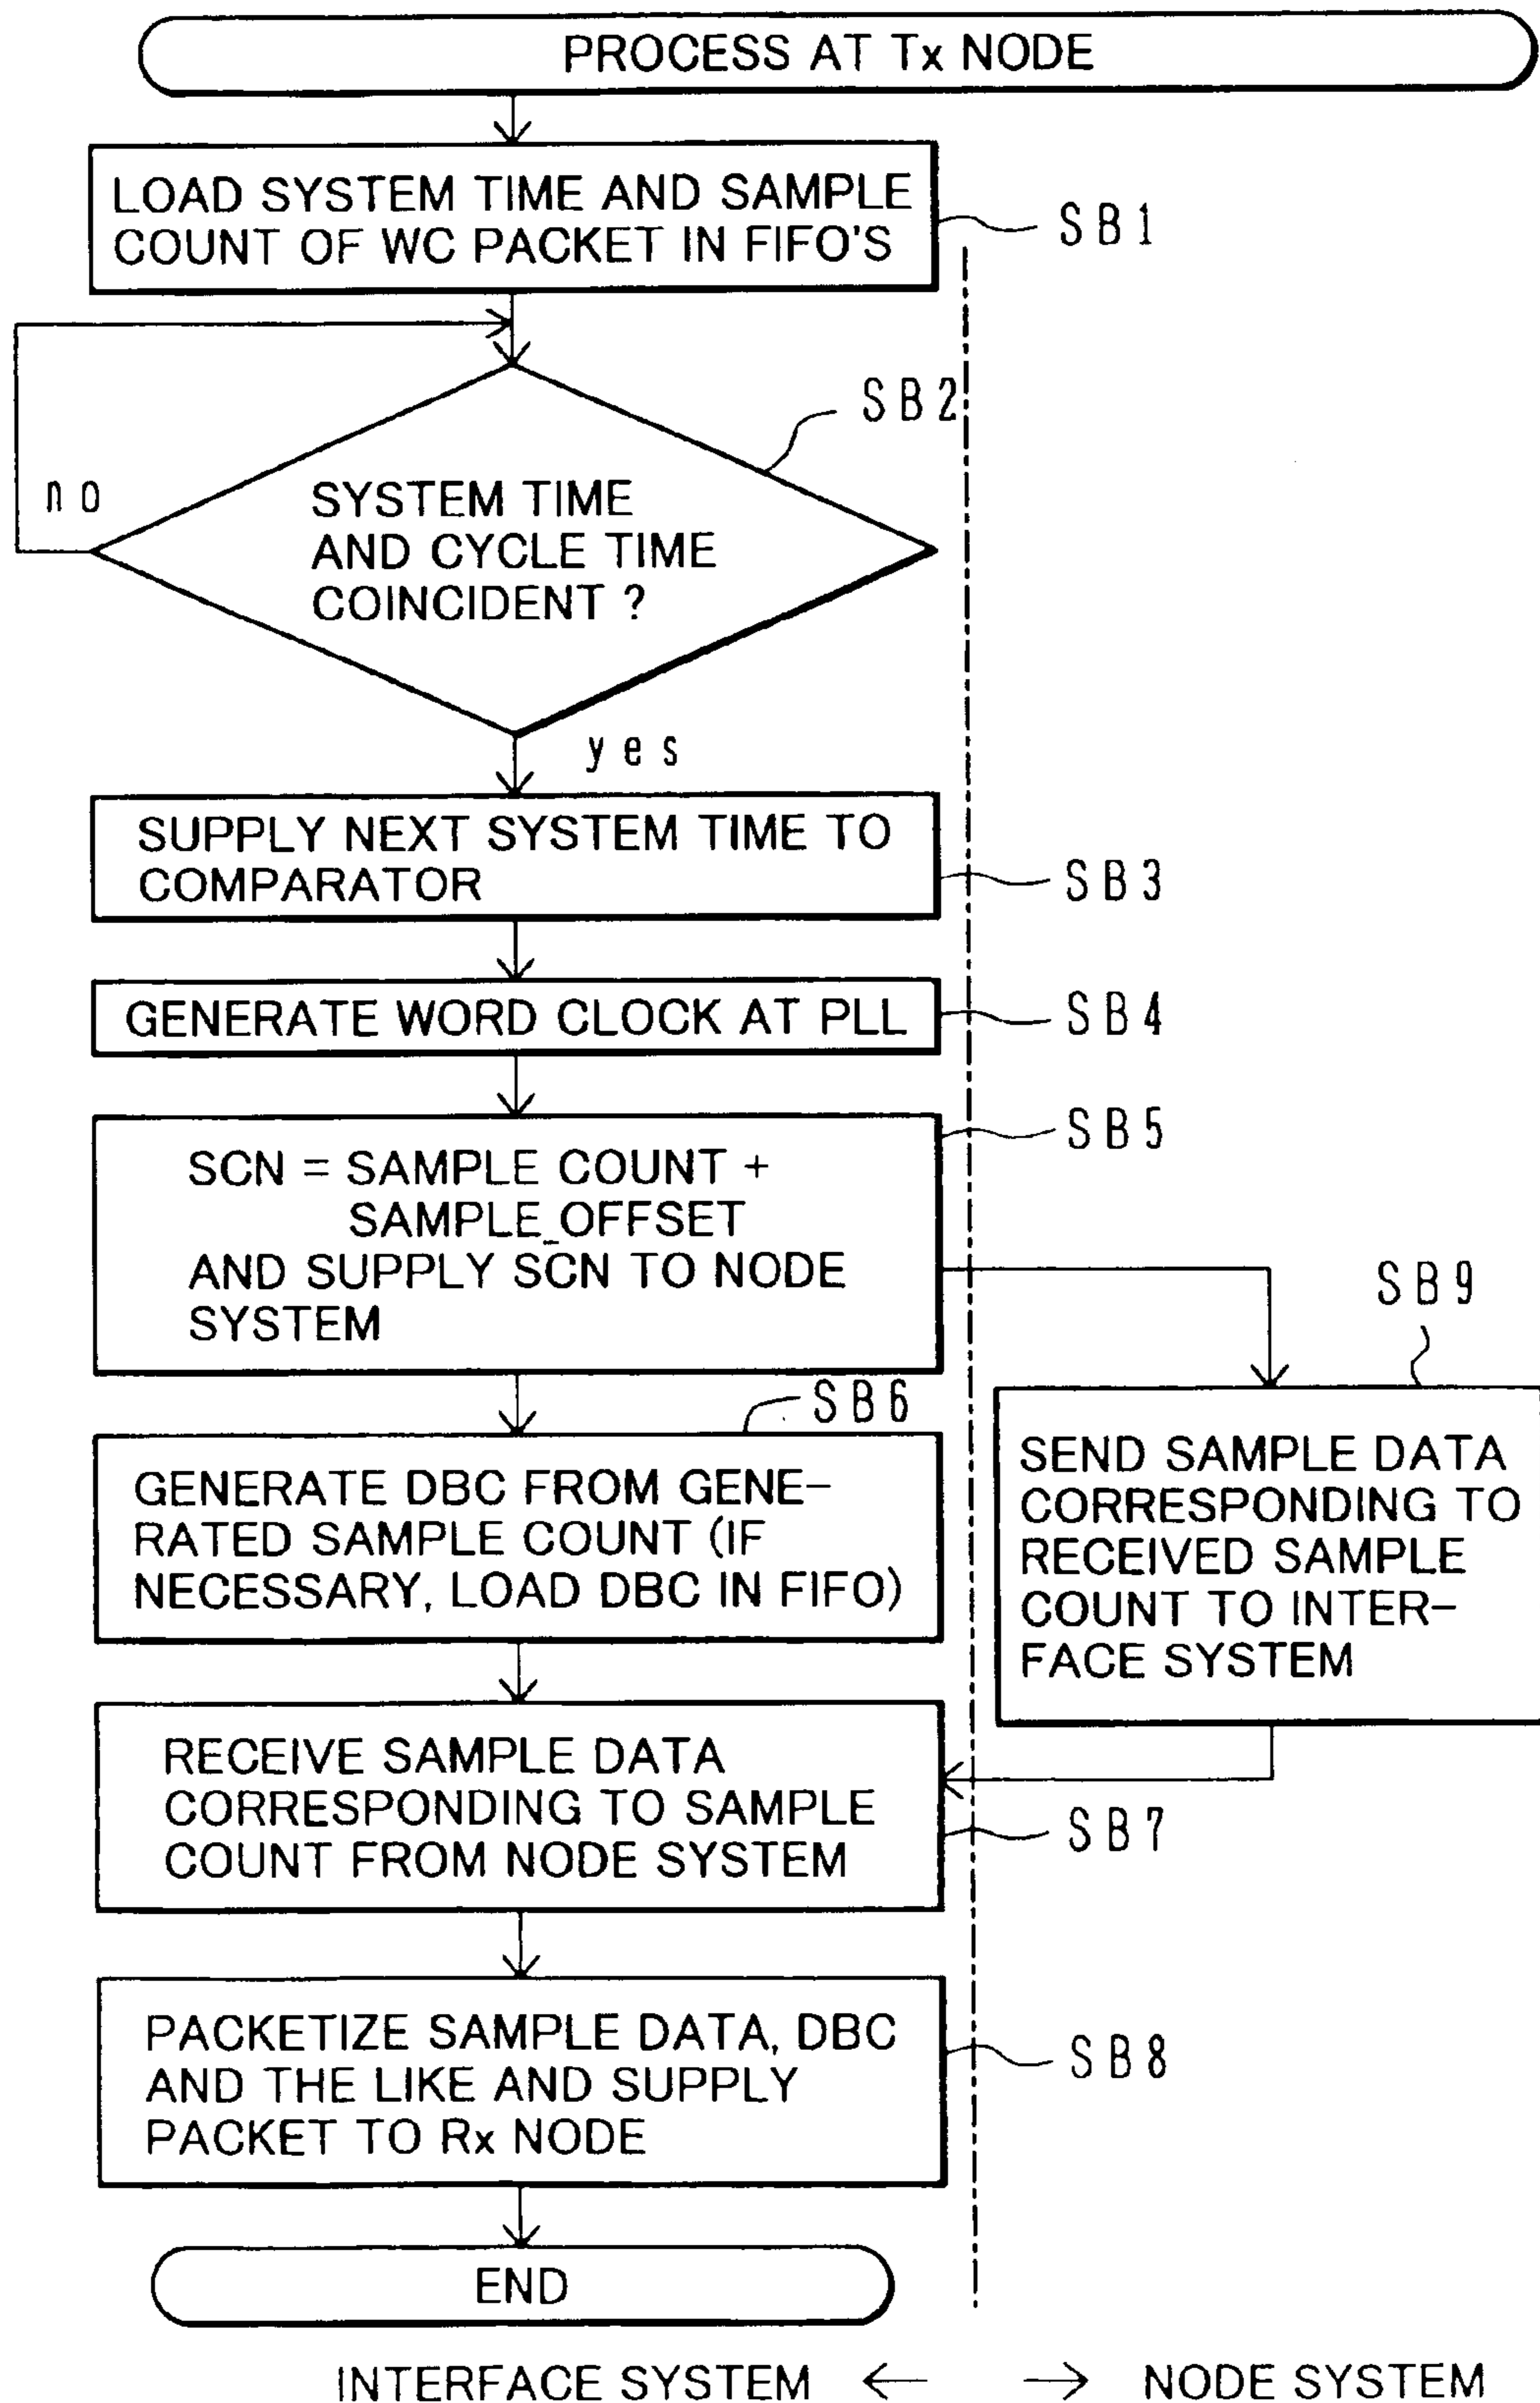 PROCESS AT Tx NODE
LOAD SYSTEM TIME AND SAMPLE
COUNT OF WC PACKET IN FIFO'S
SB1
SB2
no
SYSTEM TIME
AND CYCLE TIME
COINCIDENT ?
yes
SUPPLY NEXT SYSTEM TIME TO
COMPARATOR
SB3
GENERATE WORD CLOCK AT PLL
SB4
SB5
SCN = SAMPLE COUNT +
SAMPLE_OFFSET
AND SUPPLY SCN TO NODE
SYSTEM
SB9
SB6
GENERATE DBC FROM GENE-
RATED SAMPLE COUNT (IF
NECESSARY, LOAD DBC IN FIFO)
SEND SAMPLE DATA
CORRESPONDING TO
RECEIVED SAMPLE
COUNT TO INTER-
FACE SYSTEM
RECEIVE SAMPLE DATA
CORRESPONDING TO SAMPLE
COUNT FROM NODE SYSTEM
SB7
PACKETIZE SAMPLE DATA, DBC
AND THE LIKE AND SUPPLY
PACKET TO Rx NODE
SB8
END
INTERFACE SYSTEM ← → NODE SYSTEM